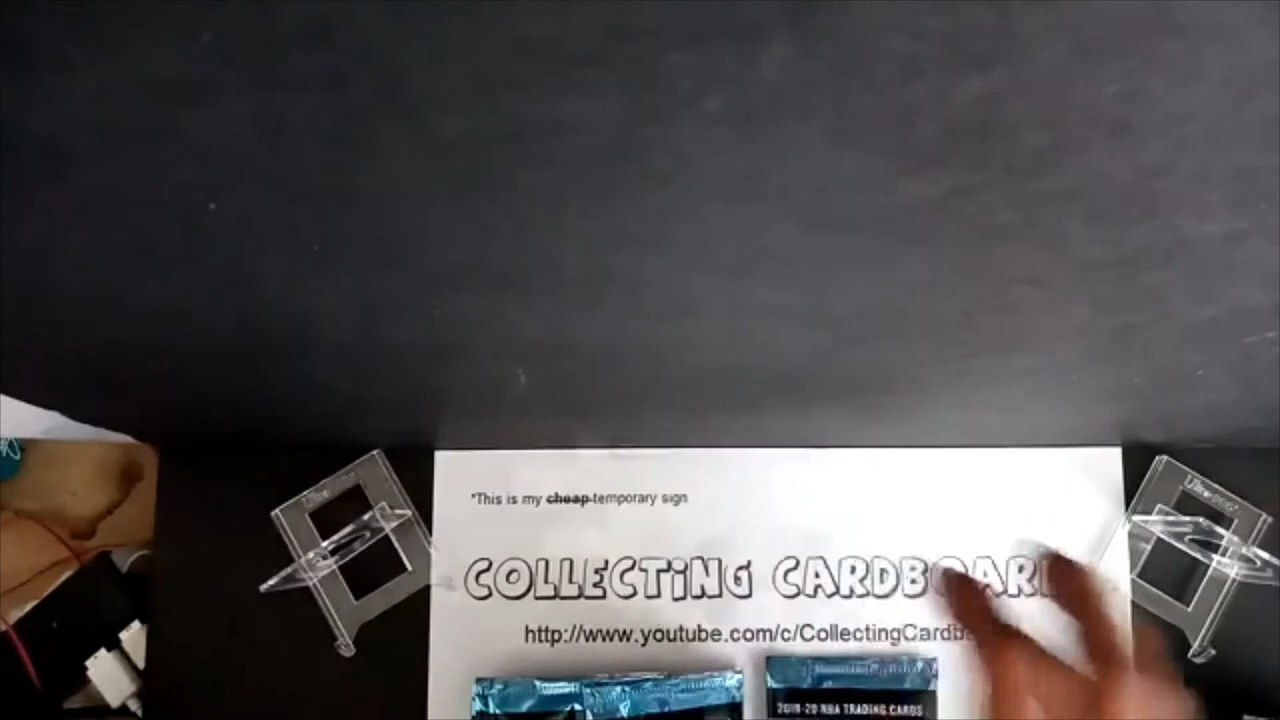 *This is my cheap temporary sign
COLLECTING CARDBOARD
http://www.youtube.com/c/CollectingCardb
2019-20 NBA TRADING CARDS